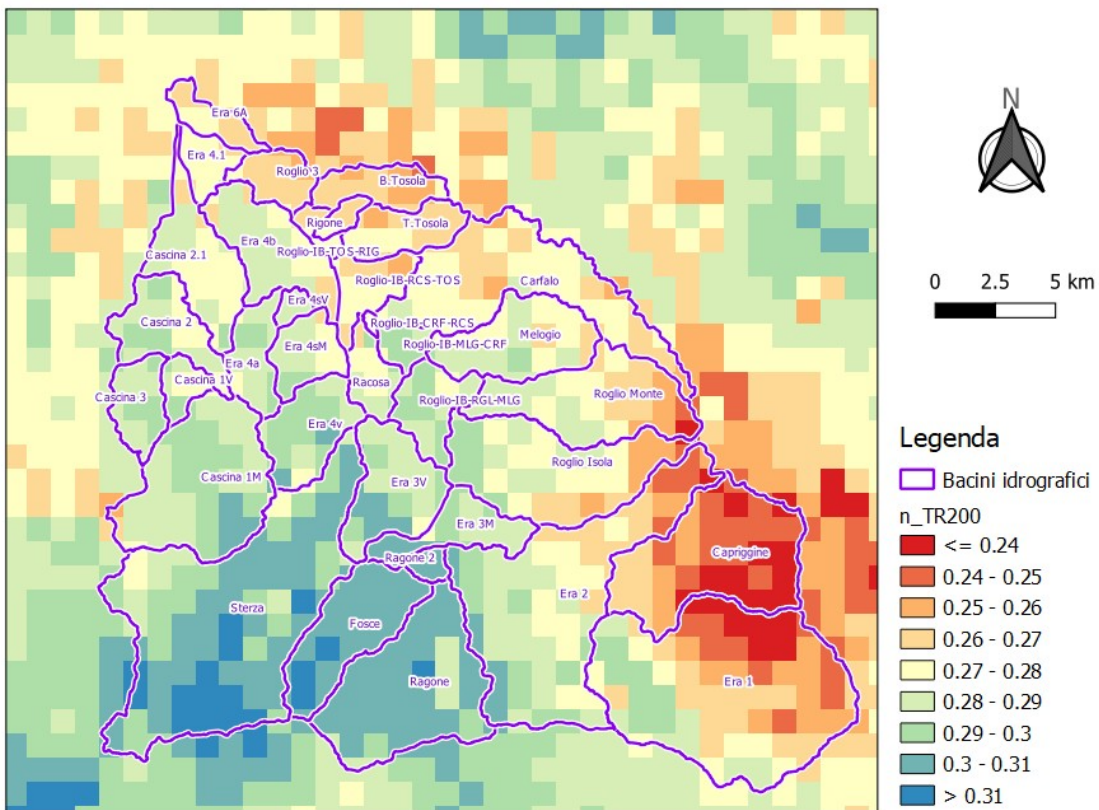 Era 6A
Era 4.1
Roglio 3
B.Tosola
Rigone
T.Tosola
Era 4b
Roglio-IB-TOS-RIG
Cascina 2.1
Roglio-IB-RCS-TOS
Carfalo
Era 4sV
Cascina 2
Roglio-IB-CRF-RCS
Melogio
Era 4sM
Roglio-IB-MLG-CRF
Era 4a
Cascina 1V
Racosa
Cascina 3
Roglio-IB-RGL-MLG
Roglio Monte
Era 4v
Roglio Isola
Cascina 1M
Era 3V
Era 3M
Capriggine
Ragone 2
Era 2
Sterza
Fosce
Ragone
Era 1
N
0 2.5 5 km
Legenda
Bacini idrografici
n_TR200
<= 0.24
0.24 - 0.25
0.25 - 0.26
0.26 - 0.27
0.27 - 0.28
0.28 - 0.29
0.29 - 0.3
0.3 - 0.31
> 0.31